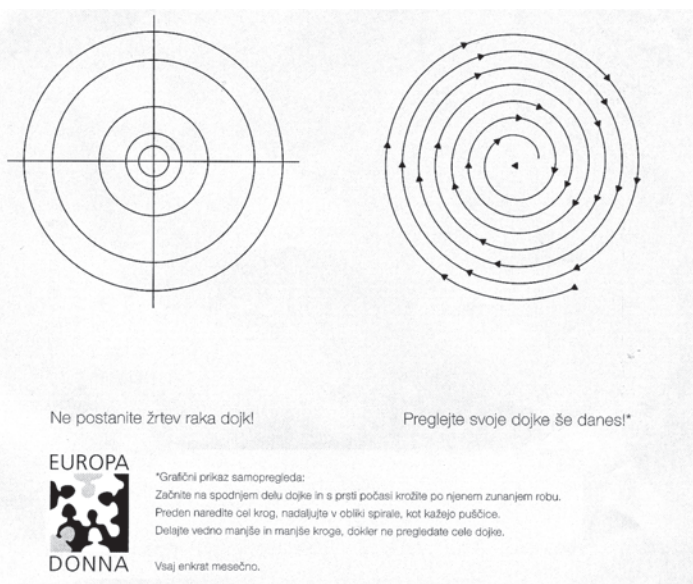 Ne postanite žrtev raka dojk!
Preglejte svoje dojke še danes!*
EUROPA
DONNA
*Grafični prikaz samopregleda:
Začnite na spodnjem delu dojke in s prsti počasi krožite po njenem zunanjem robu.
Preden naredite cel krog, nadaljujte v obliki spirale, kot kažejo puščice.
Delajte vedno manjše in manjše kroge, dokler ne pregledate cele dojke.
Vsaj enkrat mesečno.